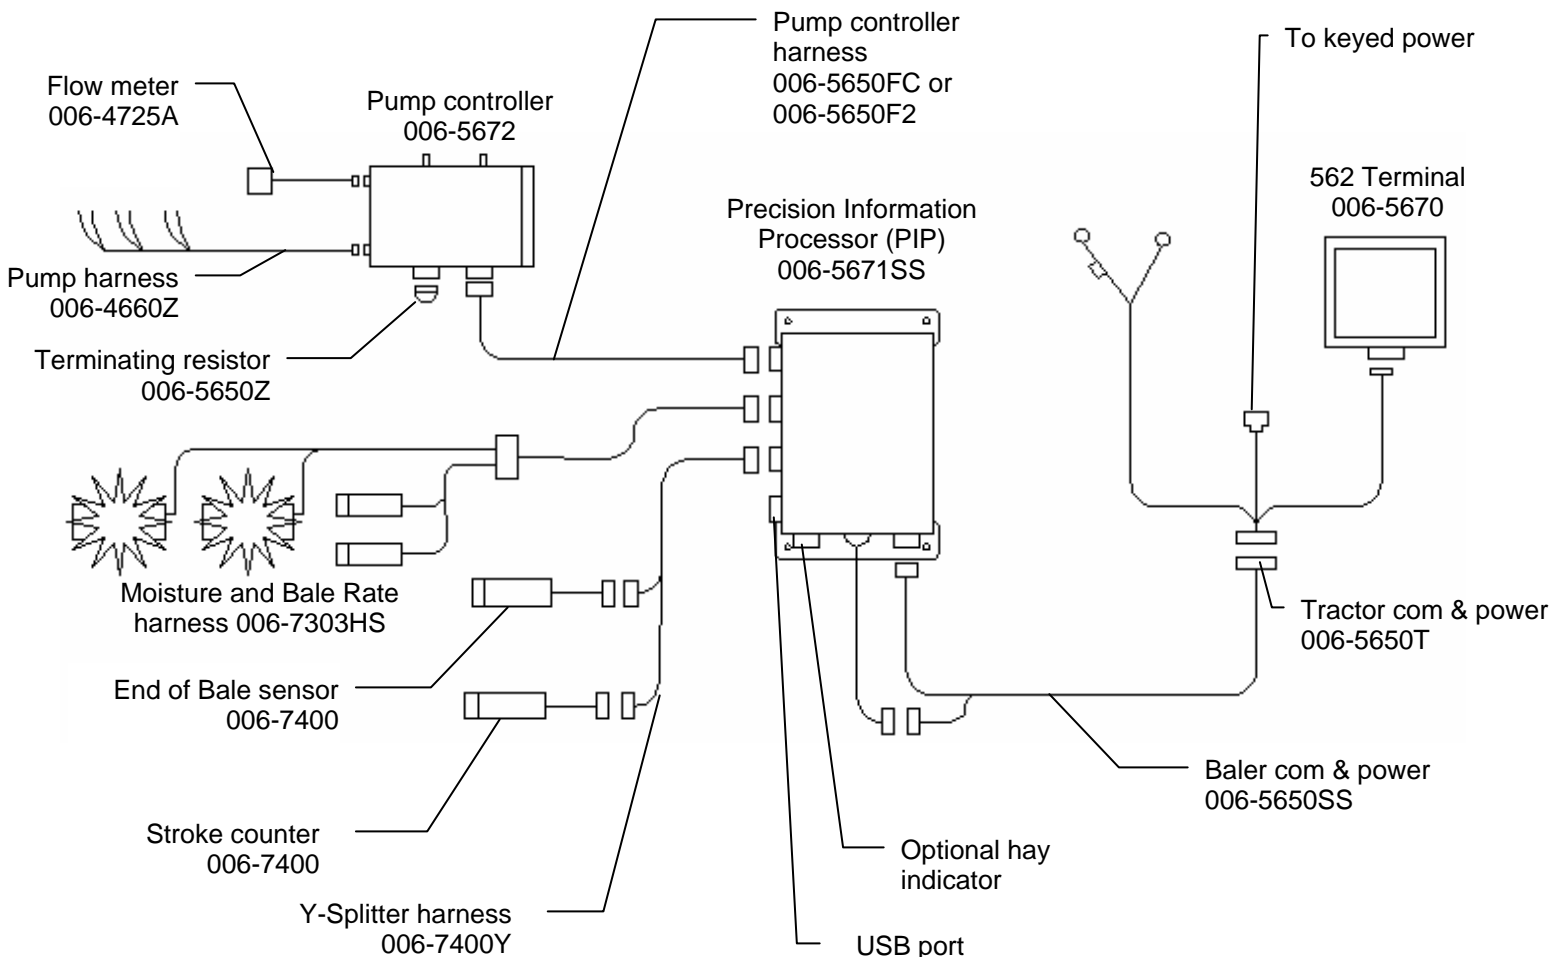 Pump controller
harness
006-5650FC or
006-5650F2
To keyed power
Flow meter
006-4725A
Pump controller
006-5672
562 Terminal
006-5670
Precision Information
Processor (PIP)
006-5671SS
Pump harness
006-4660Z
Terminating resistor
006-5650Z
Moisture and Bale Rate
harness 006-7303HS
Tractor com & power
006-5650T
End of Bale sensor
006-7400
Baler com & power
006-5650SS
Stroke counter
006-7400
Optional hay
indicator
Y-Splitter harness
006-7400Y
USB port